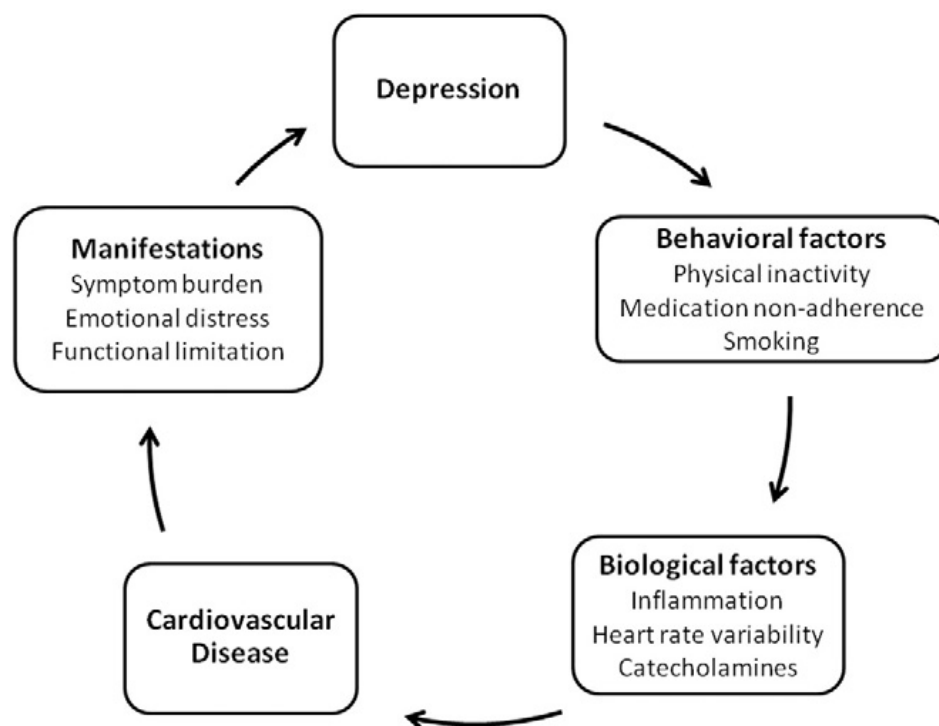 Depression
Behavioral factors
Physical inactivity
Medication non-adherence
Smoking
Biological factors
Inflammation
Heart rate variability
Catecholamines
Cardiovascular
Disease
Manifestations
Symptom burden
Emotional distress
Functional limitation